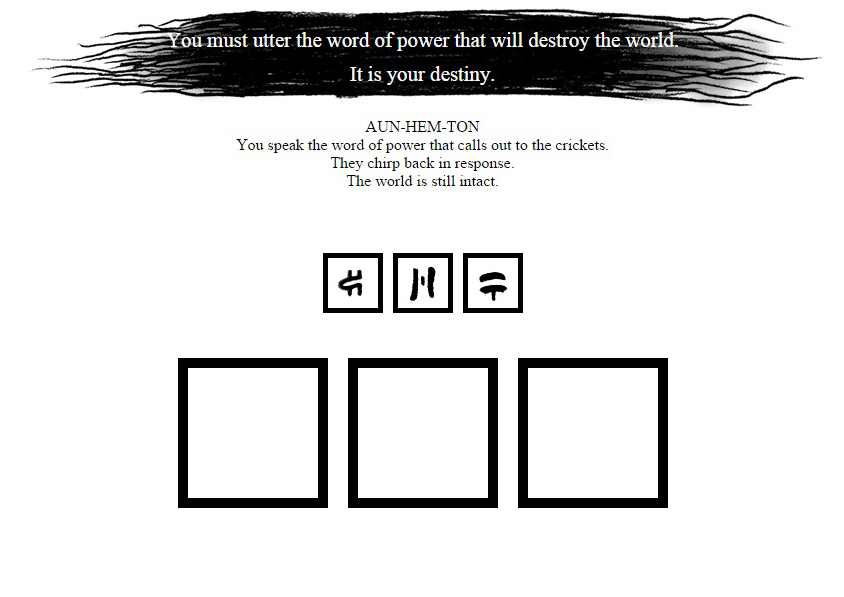 You must utter the word of power that will destroy the world.
It is your destiny.
AUN-HEM-TON
You speak the word of power that calls out to the crickets.
They chirp back in response.
The world is still intact.